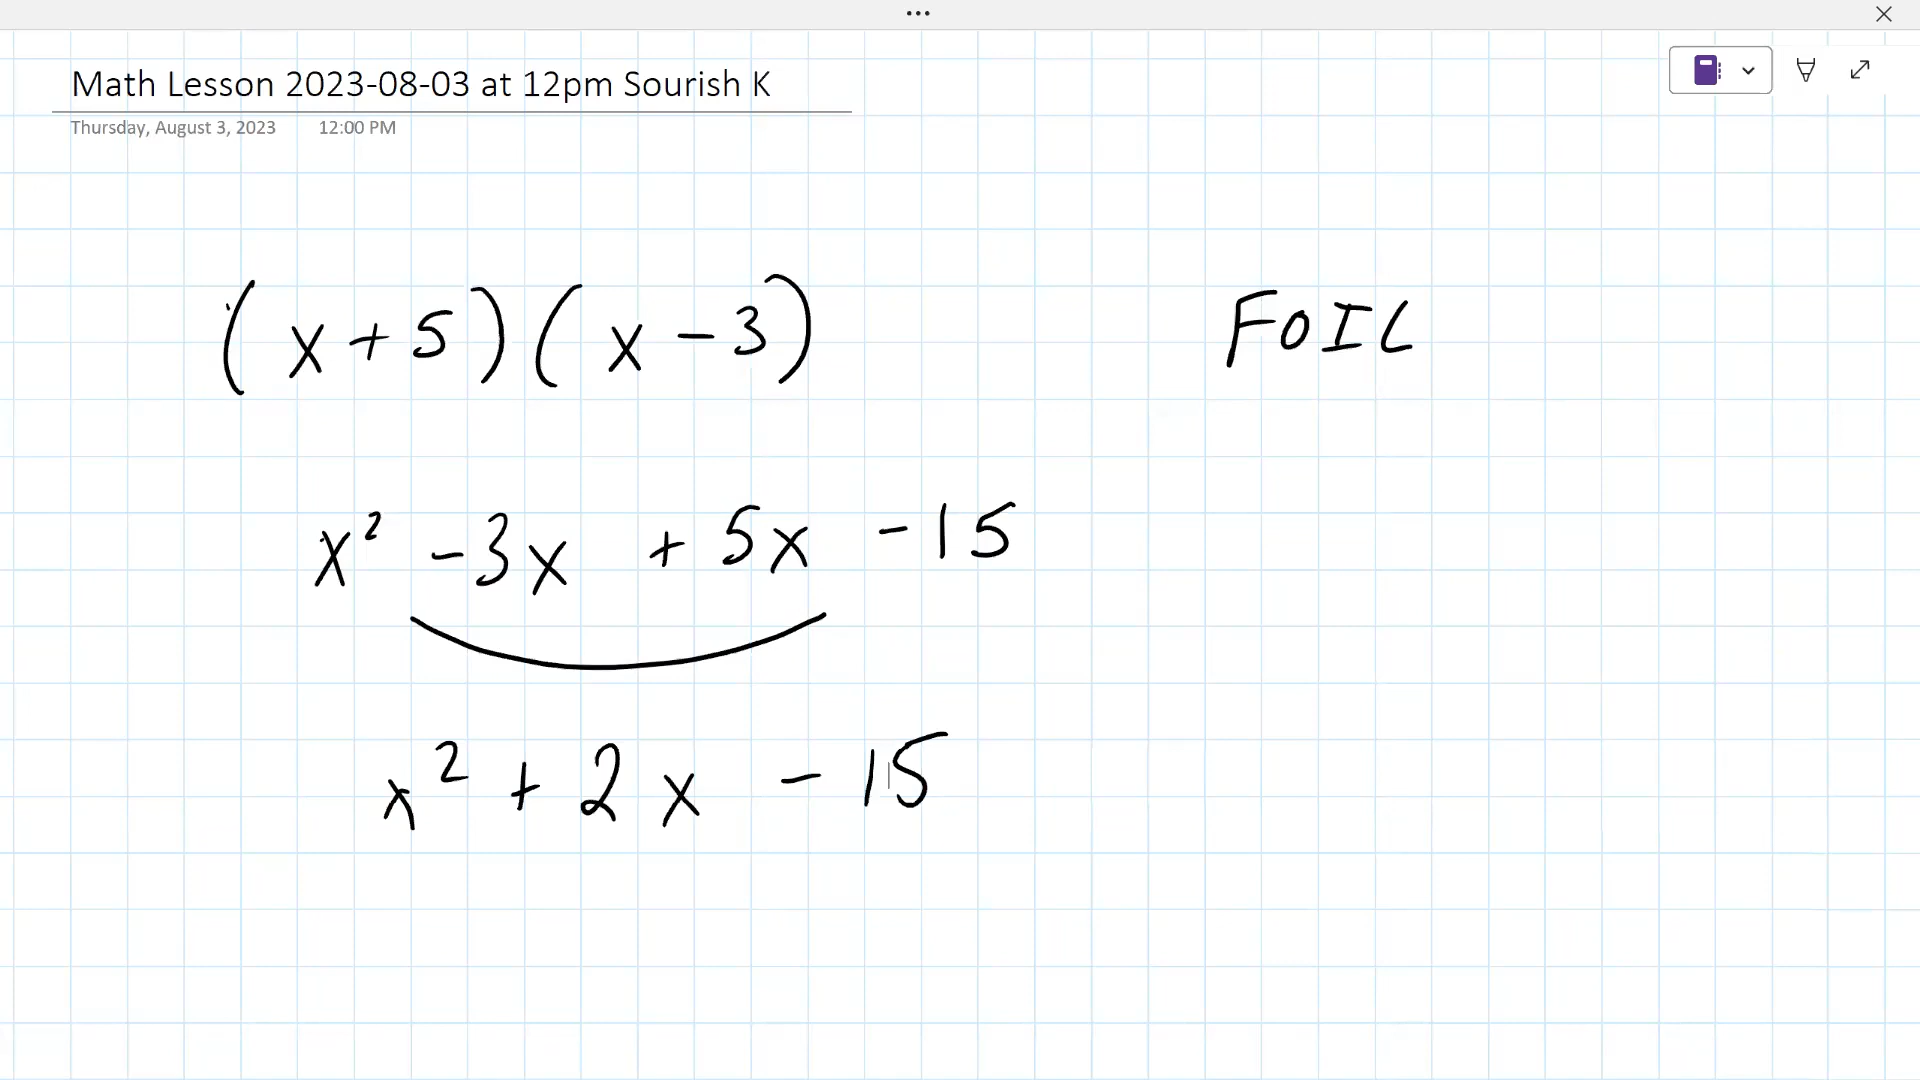 Math Lesson 2023-08-03 at 12pm Sourish K
Thursday, August 3, 2023 12:00 PM
(x+5)(x-3) FOIL
x² -3x + 5x -15
x² + 2x - 15